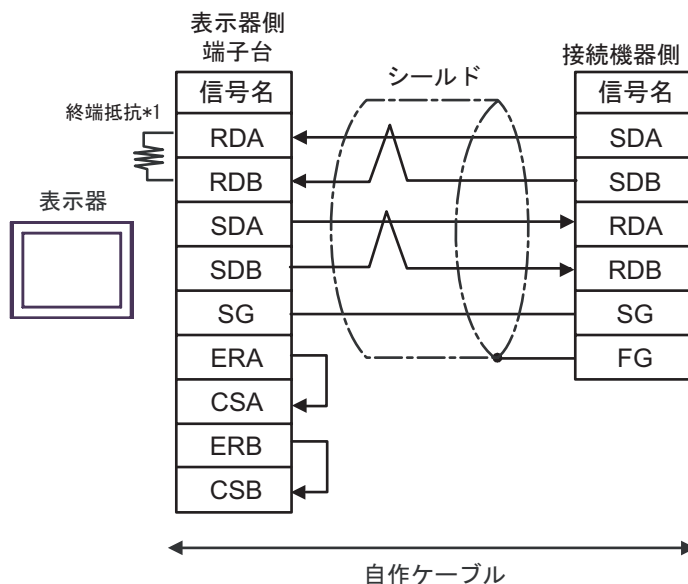 表示器側
端子台
接続機器側
シールド
信号名
信号名
終端抵抗*1
RDA
SDA
RDB
SDB
表示器
SDA
RDA
SDB
RDB
SG
SG
ERA
FG
CSA
ERB
CSB
自作ケーブル